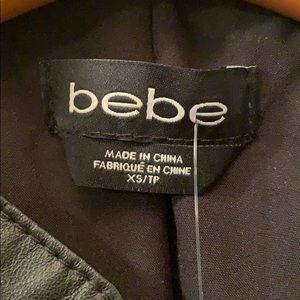 bebe
MADE IN CHINA
FABRIQUÉ EN CHINE
XS/TP